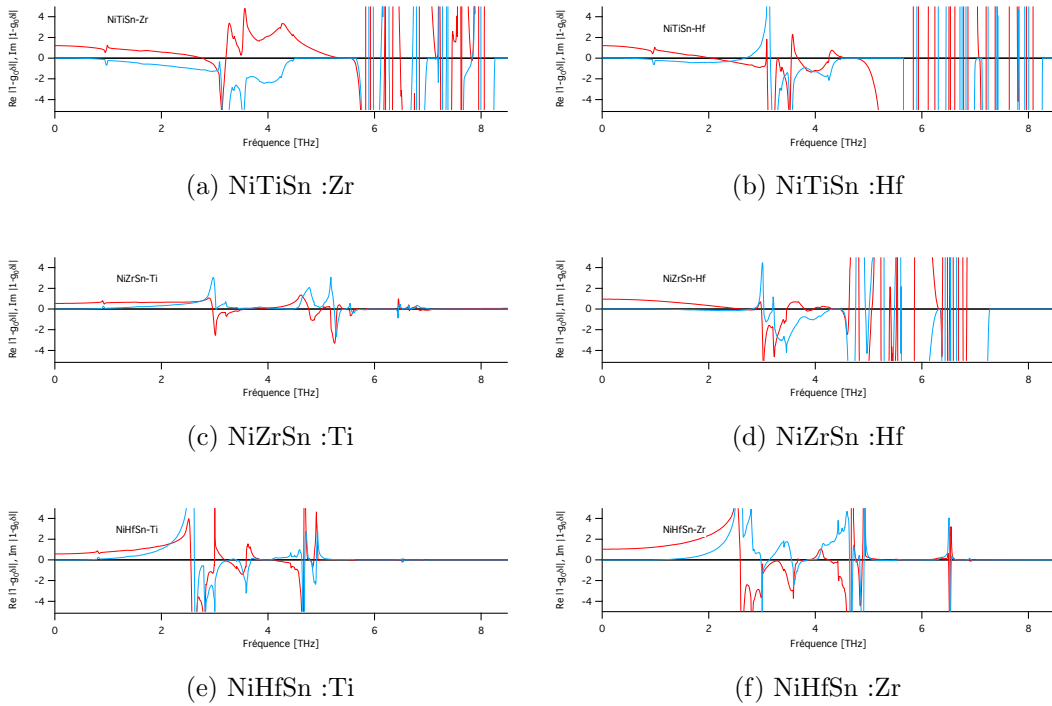 Re |1-g₀δl|, Im |1-g₀δl|
4
2
0
-2
-4
NiTiSn-Zr
0 2 4 6 8
Fréquence [THz]
(a) NiTiSn :Zr
Re |1-g₀δl|, Im |1-g₀δl|
4
2
0
-2
-4
NiTiSn-Hf
0 2 4 6 8
Fréquence [THz]
(b) NiTiSn :Hf
Re |1-g₀δl|, Im |1-g₀δl|
4
2
0
-2
-4
NiZrSn-Ti
0 2 4 6 8
Fréquence [THz]
(c) NiZrSn :Ti
Re |1-g₀δl|, Im |1-g₀δl|
4
2
0
-2
-4
NiZrSn-Hf
0 2 4 6 8
Fréquence [THz]
(d) NiZrSn :Hf
Re |1-g₀δl|, Im |1-g₀δl|
4
2
0
-2
-4
NiHfSn-Ti
0 2 4 6 8
Fréquence [THz]
(e) NiHfSn :Ti
Re |1-g₀δl|, Im |1-g₀δl|
4
2
0
-2
-4
NiHfSn-Zr
0 2 4 6 8
Fréquence [THz]
(f) NiHfSn :Zr